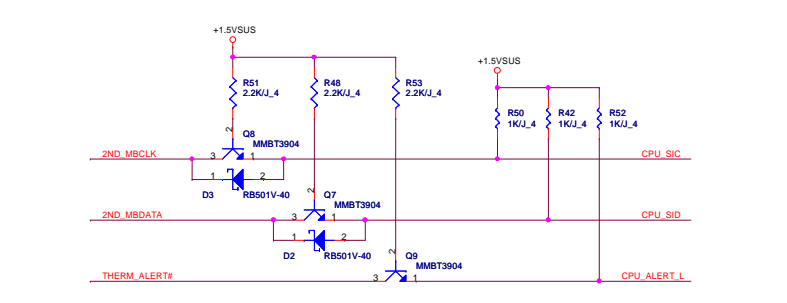 +1.5VSUS
+1.5VSUS
R51
2.2K/J_4
R48
2.2K/J_4
R53
2.2K/J_4
R50
1K/J_4
R42
1K/J_4
R52
1K/J_4
2
Q8
MMBT3904
2ND_MBCLK
3
1
CPU_SIC
1
2
D3
RB501V-40
2
Q7
MMBT3904
2ND_MBDATA
3
1
CPU_SID
1
2
D2
RB501V-40
2
Q9
MMBT3904
THERM_ALERT#
3
1
CPU_ALERT_L